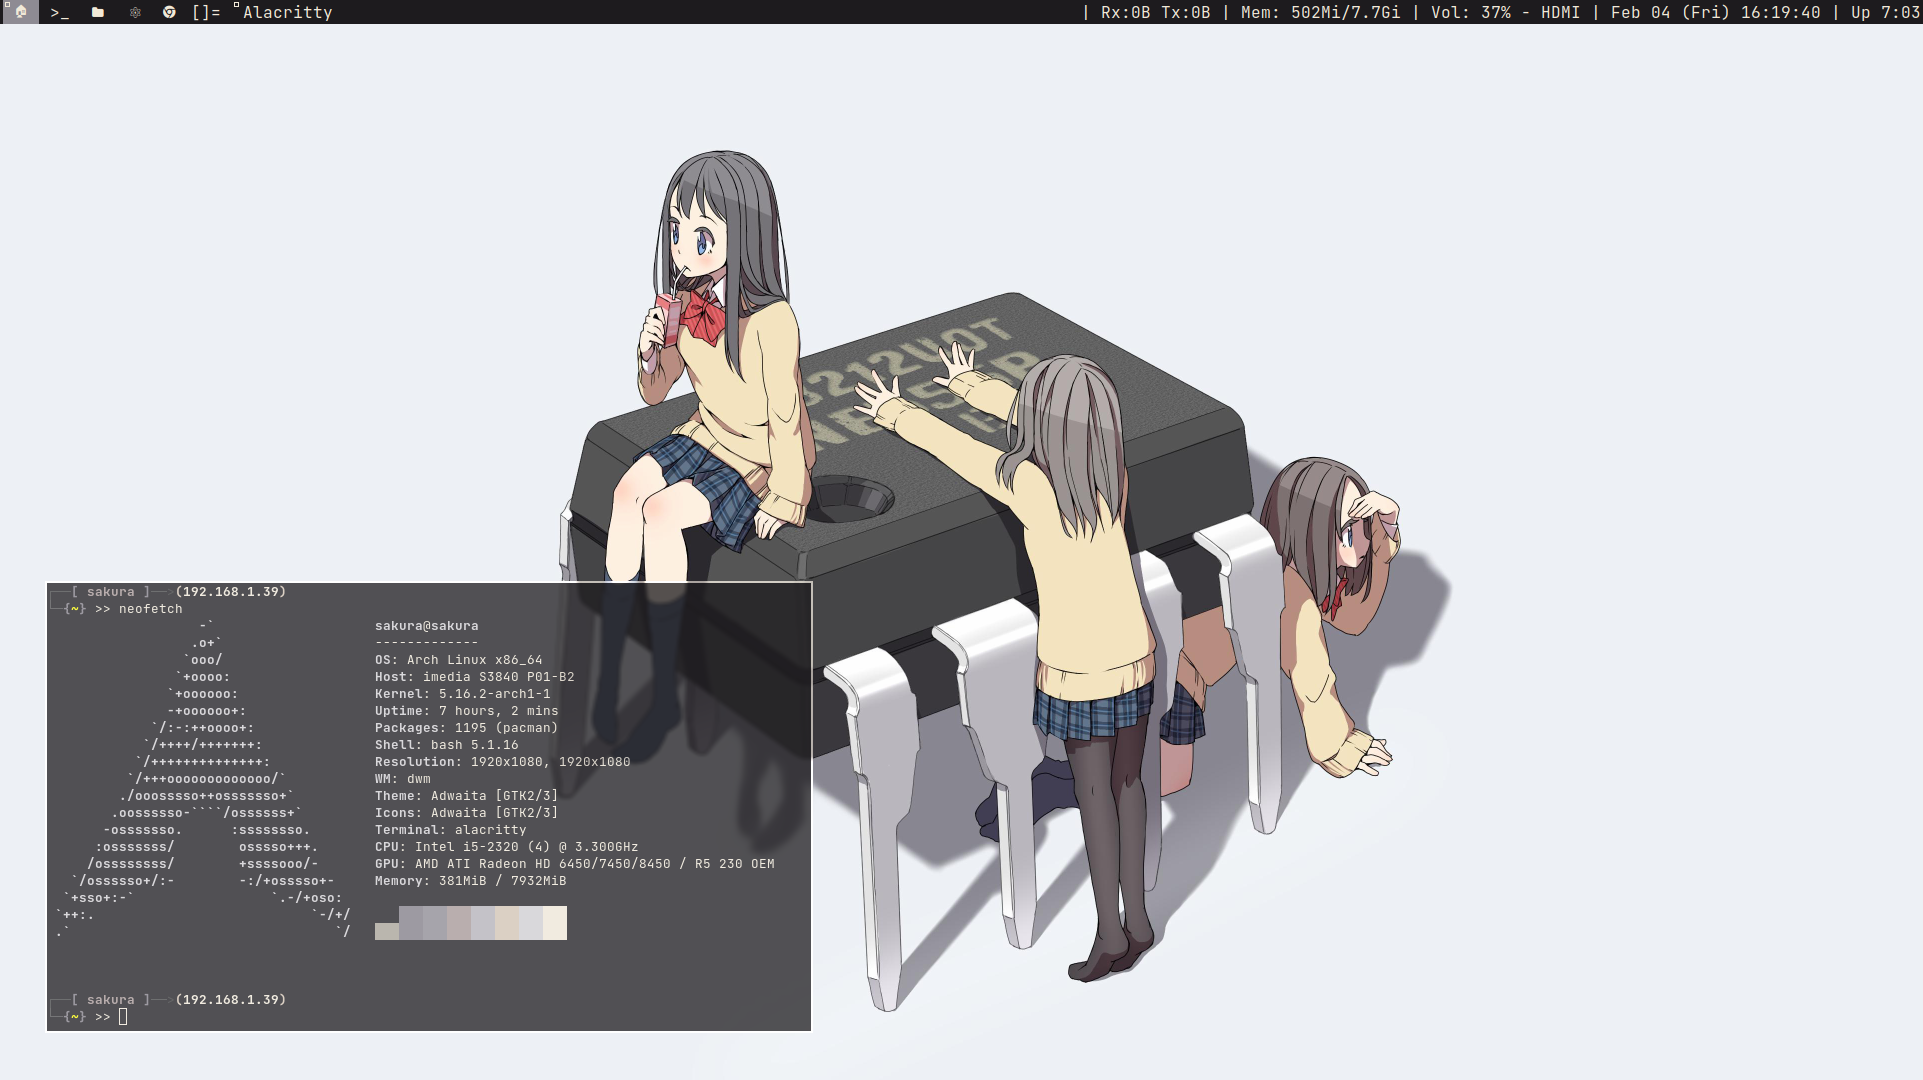 >_ []= Alacritty | Rx:0B Tx:0B | Mem: 502Mi/7.7Gi | Vol: 37% - HDMI | Feb 04 (Fri) 16:19:40 | Up 7:03
NE555P
┌──[ sakura ]──>(192.168.1.39)
└─{~} >> neofetch
                  -`                    sakura@sakura
                 .o+`                   -------------
                `ooo/                   OS: Arch Linux x86_64
               `+oooo:                  Host: imedia S3840 P01-B2
              `+oooooo:                 Kernel: 5.16.2-arch1-1
              -+oooooo+:                Uptime: 7 hours, 2 mins
            `/:-:++oooo+:               Packages: 1195 (pacman)
           `/++++/+++++++:              Shell: bash 5.1.16
          `/++++++++++++++:             Resolution: 1920x1080, 1920x1080
         `/+++ooooooooooooo/`           WM: dwm
        ./ooosssso++osssssso+`          Theme: Adwaita [GTK2/3]
       .oossssso-````/ossssss+`         Icons: Adwaita [GTK2/3]
      -osssssso.      :ssssssso.        Terminal: alacritty
     :osssssss/        osssso+++.       CPU: Intel i5-2320 (4) @ 3.300GHz
    /ossssssss/        +ssssooo/-       GPU: AMD ATI Radeon HD 6450/7450/8450 / R5 230 OEM
  `/ossssso+/:-        -:/+osssso+-     Memory: 381MiB / 7932MiB
 `+sso+:-`                 `.-/+oso:
`++:.                           `-/+/
.`                                 `/
┌──[ sakura ]──>(192.168.1.39)
└─{~} >>